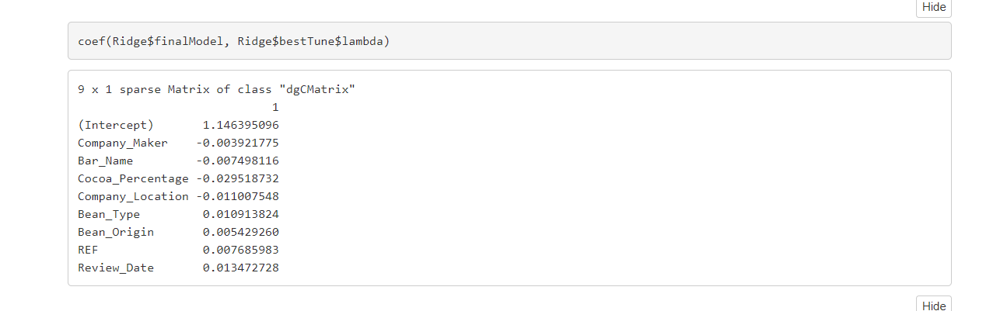 Hide
coef(Ridge$finalModel, Ridge$bestTune$lambda)
9 x 1 sparse Matrix of class "dgCMatrix"
1
(Intercept) 1.146395096
Company_Maker -0.003921775
Bar_Name -0.007498116
Cocoa_Percentage -0.029518732
Company_Location -0.011007548
Bean_Type 0.010913824
Bean_Origin 0.005429260
REF 0.007685983
Review_Date 0.013472728
Hide